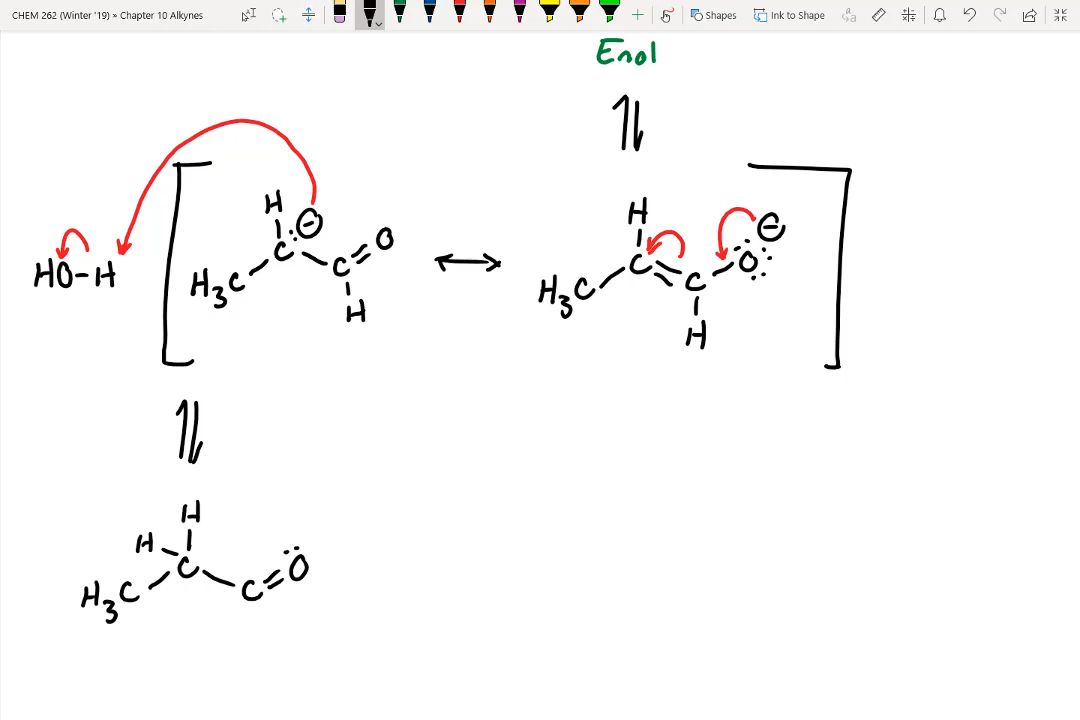 CHEM 262 (Winter '19) » Chapter 10 Alkynes
Shapes
Ink to Shape
Enol
H
H
O
HO-H
C
C
O
C
C
H₃C
H₃C
H
H
H
H
C
O
C
H₃C